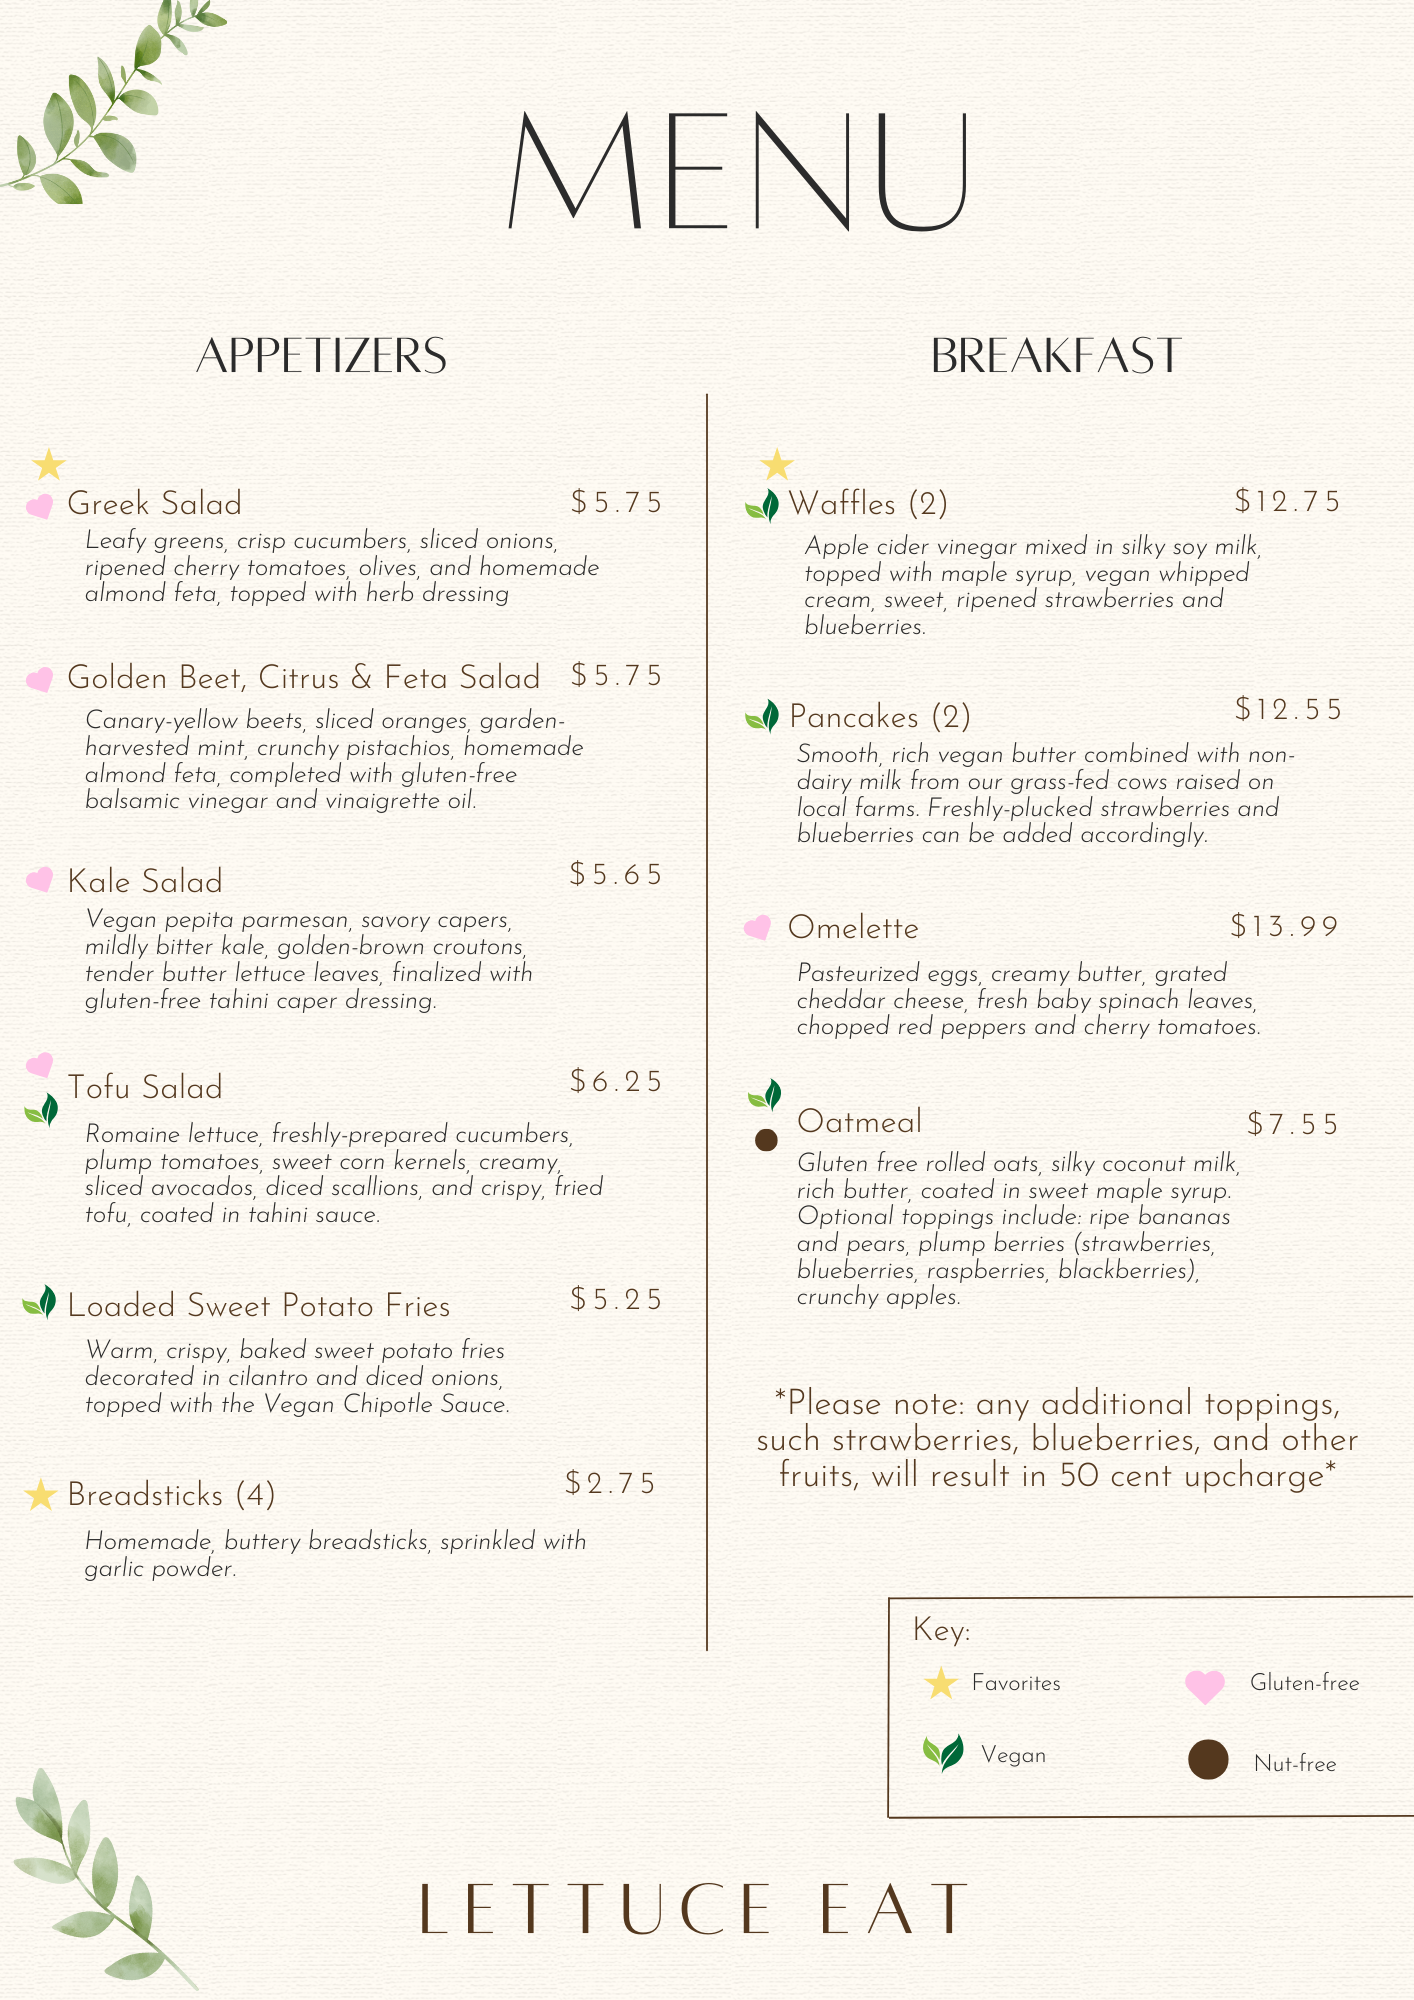 MENU
APPETIZERS
Greek Salad $5.75
Leafy greens, crisp cucumbers, sliced onions,
ripened cherry tomatoes, olives, and homemade
almond feta, topped with herb dressing
Golden Beet, Citrus & Feta Salad $5.75
Canary-yellow beets, sliced oranges, garden-
harvested mint, crunchy pistachios, homemade
almond feta, completed with gluten-free
balsamic vinegar and vinaigrette oil.
Kale Salad $5.65
Vegan pepita parmesan, savory capers,
mildly bitter kale, golden-brown croutons,
tender butter lettuce leaves, finalized with
gluten-free tahini caper dressing.
Tofu Salad $6.25
Romaine lettuce, freshly-prepared cucumbers,
plump tomatoes, sweet corn kernels, creamy,
sliced avocados, diced scallions, and crispy, fried
tofu, coated in tahini sauce.
Loaded Sweet Potato Fries $5.25
Warm, crispy, baked sweet potato fries
decorated in cilantro and diced onions,
topped with the Vegan Chipotle Sauce.
Breadsticks (4) $2.75
Homemade, buttery breadsticks, sprinkled with
garlic powder.
BREAKFAST
Waffles (2) $12.75
Apple cider vinegar mixed in silky soy milk,
topped with maple syrup, vegan whipped
cream, sweet, ripened strawberries and
blueberries.
Pancakes (2) $12.55
Smooth, rich vegan butter combined with non-
dairy milk from our grass-fed cows raised on
local farms. Freshly-plucked strawberries and
blueberries can be added accordingly.
Omelette $13.99
Pasteurized eggs, creamy butter, grated
cheddar cheese, fresh baby spinach leaves,
chopped red peppers and cherry tomatoes.
Oatmeal $7.55
Gluten free rolled oats, silky coconut milk,
rich butter, coated in sweet maple syrup.
Optional toppings include: ripe bananas
and pears, plump berries (strawberries,
blueberries, raspberries, blackberries),
crunchy apples.
*Please note: any additional toppings,
such strawberries, blueberries, and other
fruits, will result in 50 cent upcharge*
Key:
Favorites Gluten-free
Vegan Nut-free
LETTUCE EAT